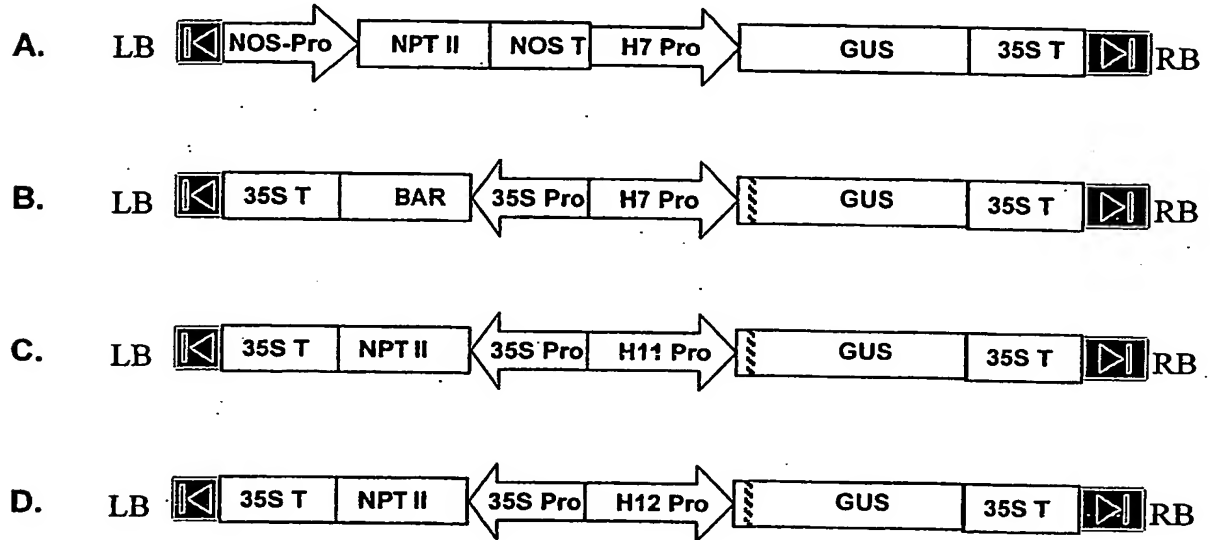 A. LB NOS-Pro NPT II NOS T H7 Pro GUS 35S T RB
B. LB 35S T BAR 35S Pro H7 Pro GUS 35S T RB
C. LB 35S T NPT II 35S Pro H11 Pro GUS 35S T RB
D. LB 35S T NPT II 35S Pro H12 Pro GUS 35S T RB